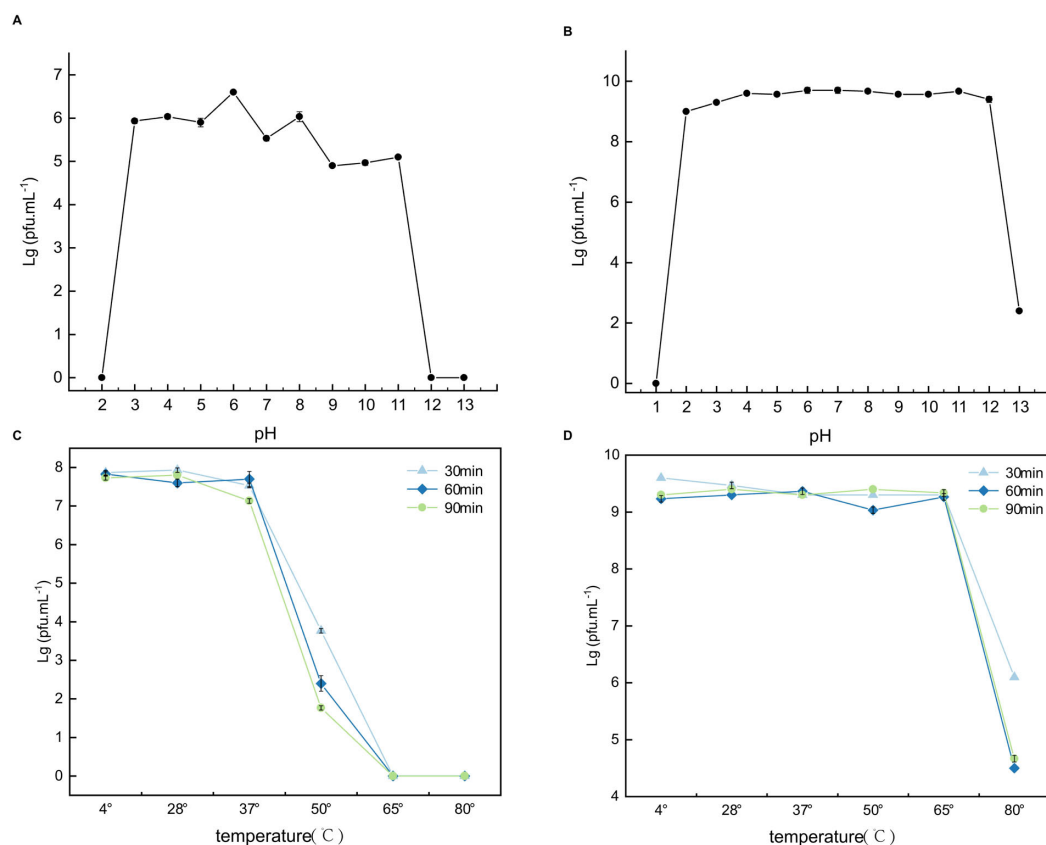 A
Lg (pfu.mL⁻¹)
7
6
5
4
3
2
1
0
2 3 4 5 6 7 8 9 10 11 12 13
pH
B
Lg (pfu.mL⁻¹)
10
8
6
4
2
0
1 2 3 4 5 6 7 8 9 10 11 12 13
pH
C
Lg (pfu.mL⁻¹)
8
7
6
5
4
3
2
1
0
30min
60min
90min
4° 28° 37° 50° 65° 80°
temperature(℃)
D
Lg (pfu.mL⁻¹)
10
9
8
7
6
5
4
30min
60min
90min
4° 28° 37° 50° 65° 80°
temperature(℃)